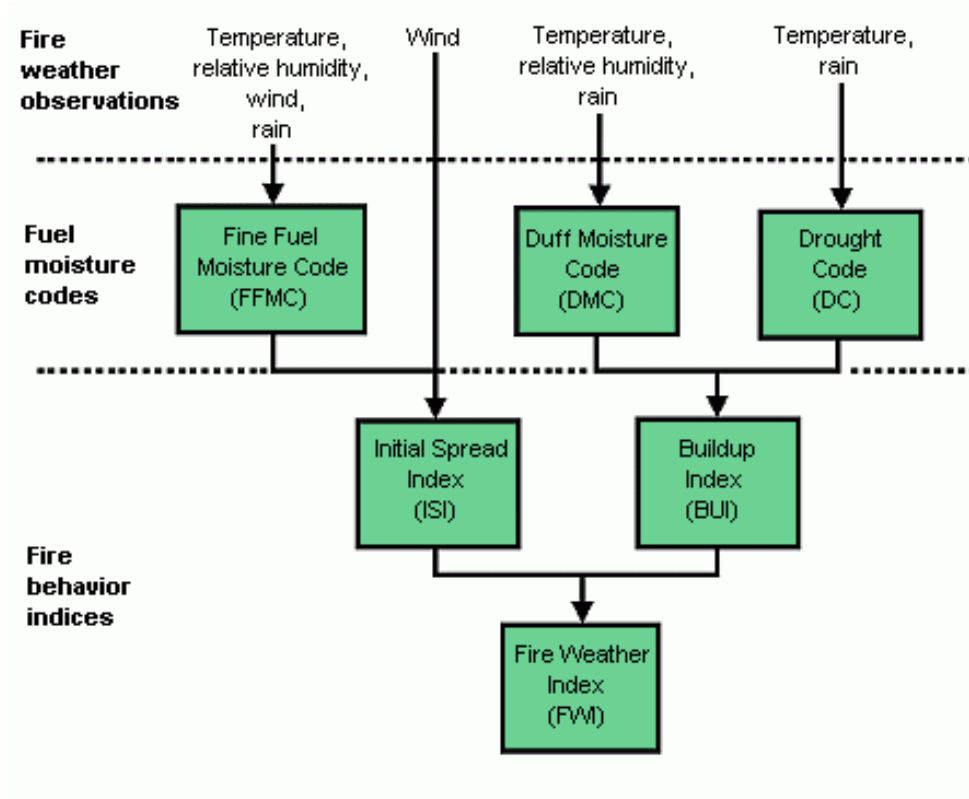 Fire
weather
observations
Temperature,
relative humidity,
wind,
rain
Wind
Temperature,
relative humidity,
rain
Temperature,
rain
Fuel
moisture
codes
Fine Fuel
Moisture Code
(FFMC)
Duff Moisture
Code
(DMC)
Drought
Code
(DC)
Fire
behavior
indices
Initial Spread
Index
(ISI)
Buildup
Index
(BUI)
Fire Weather
Index
(FWI)